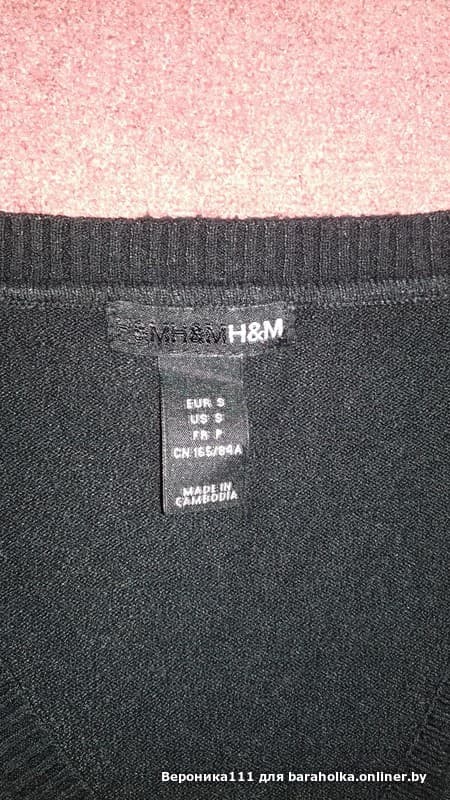 H&MH&MH&M
EUR S
US S
FR P
CN 165/84A
MADE IN
CAMBODIA
Вероника111 для baraholka.onliner.by